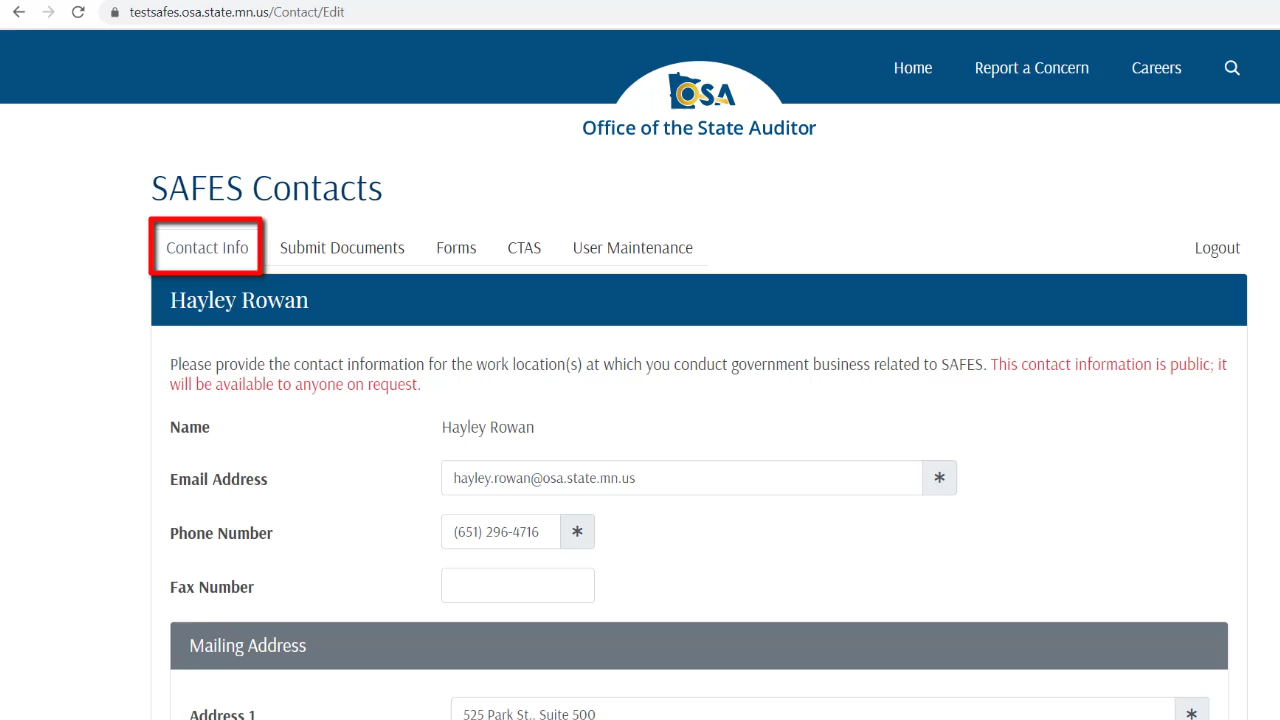 testsafes.osa.state.mn.us/Contact/Edit
Home Report a Concern Careers
OSA
Office of the State Auditor
SAFES Contacts
Contact Info Submit Documents Forms CTAS User Maintenance Logout
Hayley Rowan
Please provide the contact information for the work location(s) at which you conduct government business related to SAFES. This contact information is public; it
will be available to anyone on request.
Name Hayley Rowan
Email Address hayley.rowan@osa.state.mn.us *
Phone Number (651) 296-4716 *
Fax Number
Mailing Address
Address 1 525 Park St., Suite 500 *